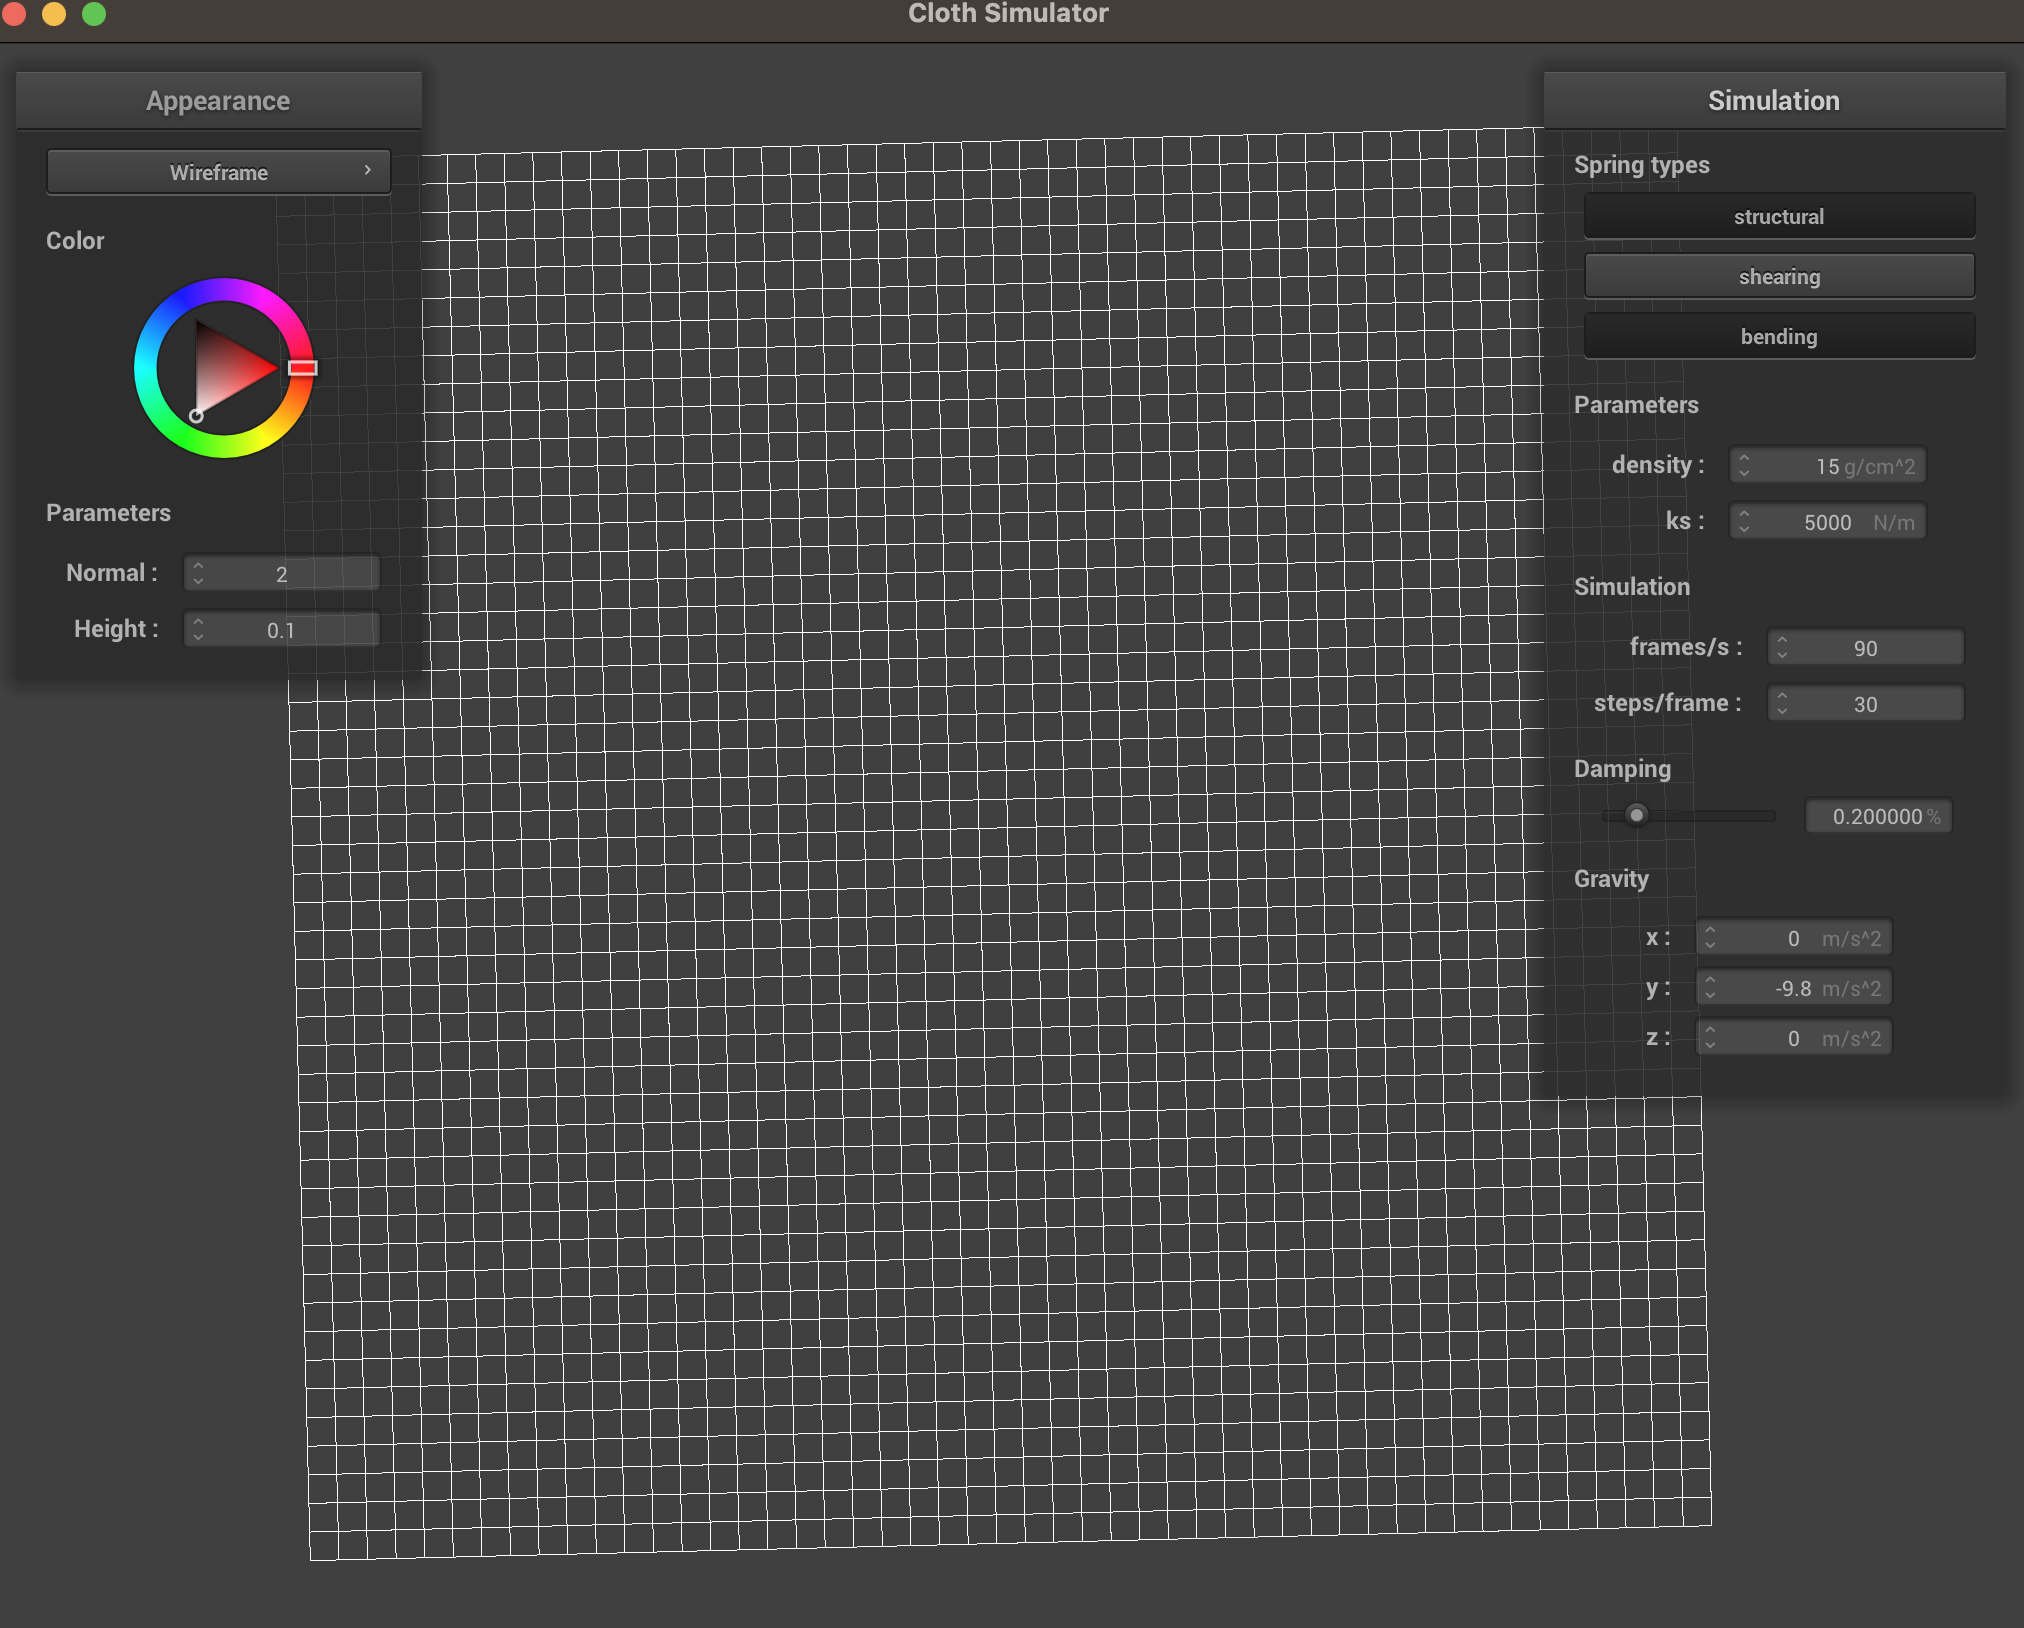 Cloth Simulator
Appearance
Wireframe
Color
Parameters
Normal : 2
Height : 0.1
Simulation
Spring types
structural
shearing
bending
Parameters
density : 15 g/cm^2
ks : 5000 N/m
Simulation
frames/s : 90
steps/frame : 30
Damping
0.200000 %
Gravity
x : 0 m/s^2
y : -9.8 m/s^2
z : 0 m/s^2